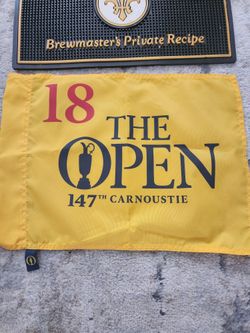 Brewmaster's Private Recipe
18
THE
OPEN
147TH CARNOUSTIE